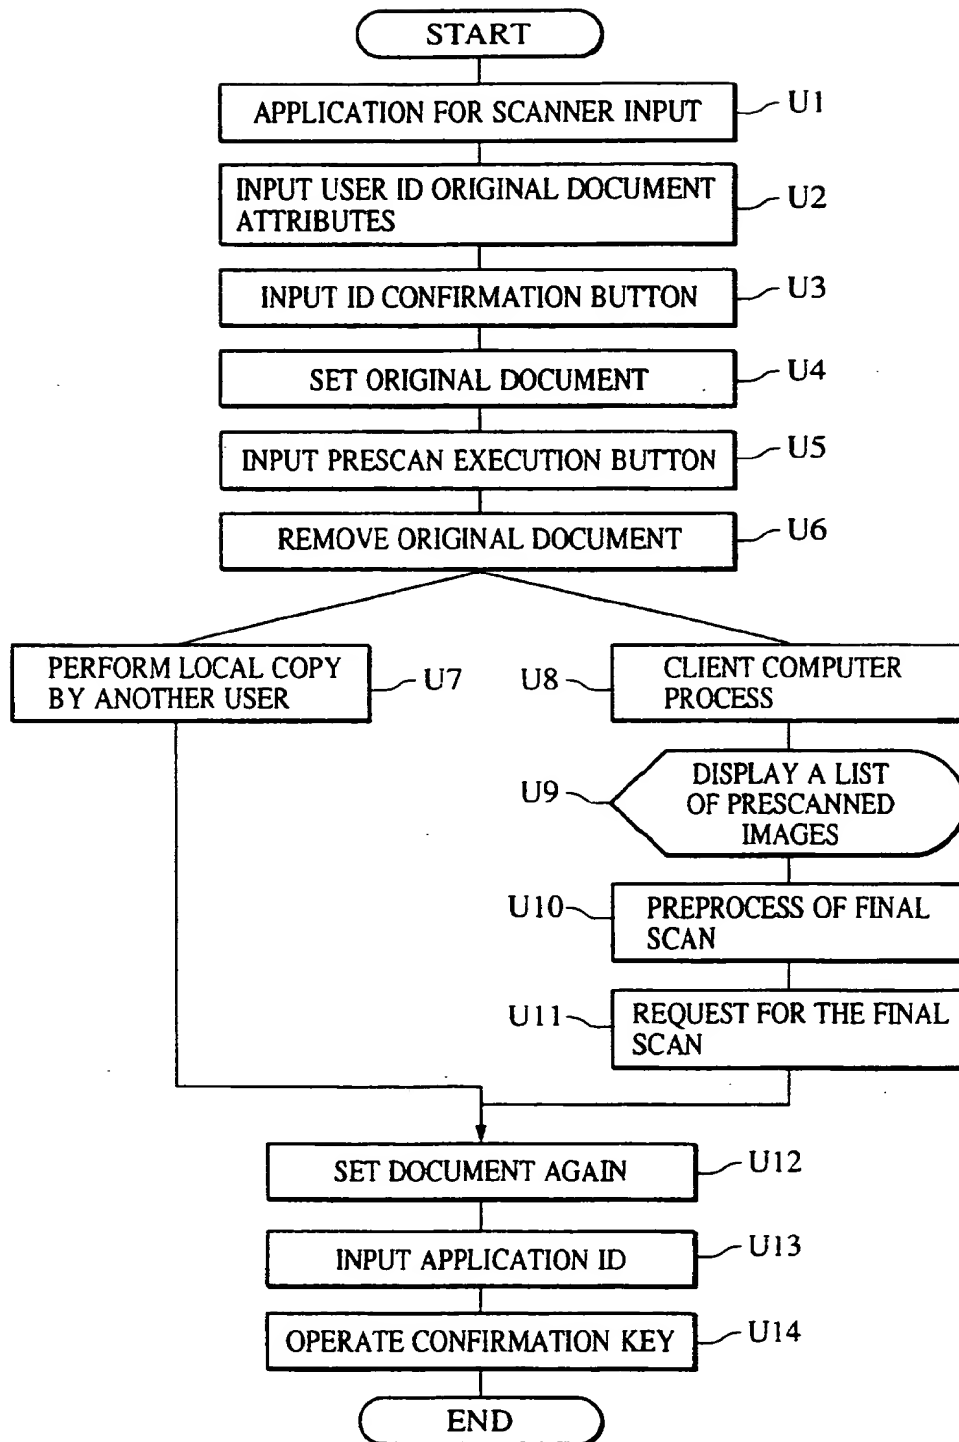 START
APPLICATION FOR SCANNER INPUT
U1
INPUT USER ID ORIGINAL DOCUMENT
ATTRIBUTES
U2
INPUT ID CONFIRMATION BUTTON
U3
SET ORIGINAL DOCUMENT
U4
INPUT PRESCAN EXECUTION BUTTON
U5
REMOVE ORIGINAL DOCUMENT
U6
PERFORM LOCAL COPY
BY ANOTHER USER
U7
U8
CLIENT COMPUTER
PROCESS
U9
DISPLAY A LIST
OF PRESCANNED
IMAGES
U10
PREPROCESS OF FINAL
SCAN
U11
REQUEST FOR THE FINAL
SCAN
SET DOCUMENT AGAIN
U12
INPUT APPLICATION ID
U13
OPERATE CONFIRMATION KEY
U14
END